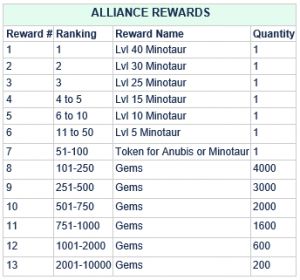 ALLIANCE REWARDS
Reward # Ranking Reward Name Quantity
1 1 Lvl 40 Minotaur 1
2 2 Lvl 30 Minotaur 1
3 3 Lvl 25 Minotaur 1
4 4 to 5 Lvl 15 Minotaur 1
5 6 to 10 Lvl 10 Minotaur 1
6 11 to 50 Lvl 5 Minotaur 1
7 51-100 Token for Anubis or Minotaur 1
8 101-250 Gems 4000
9 251-500 Gems 3000
10 501-750 Gems 2000
11 751-1000 Gems 1600
12 1001-2000 Gems 600
13 2001-10000 Gems 200